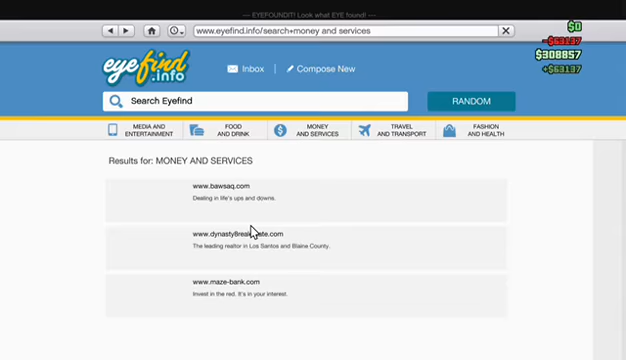 --- EYEFOUNDIT! Look what EYE found! ---
www.eyefind.info/search+money and services
$0
-$63137
$308857
+$63137
eyefind
.info
Inbox
Compose New
Search Eyefind
RANDOM
MEDIA AND
ENTERTAINMENT
FOOD
AND DRINK
MONEY
AND SERVICES
TRAVEL
AND TRANSPORT
FASHION
AND HEALTH
Results for: MONEY AND SERVICES
www.bawsaq.com
Dealing in life's ups and downs.
www.dynasty8realestate.com
The leading realtor in Los Santos and Blaine County.
www.maze-bank.com
Invest in the red. It's in your interest.